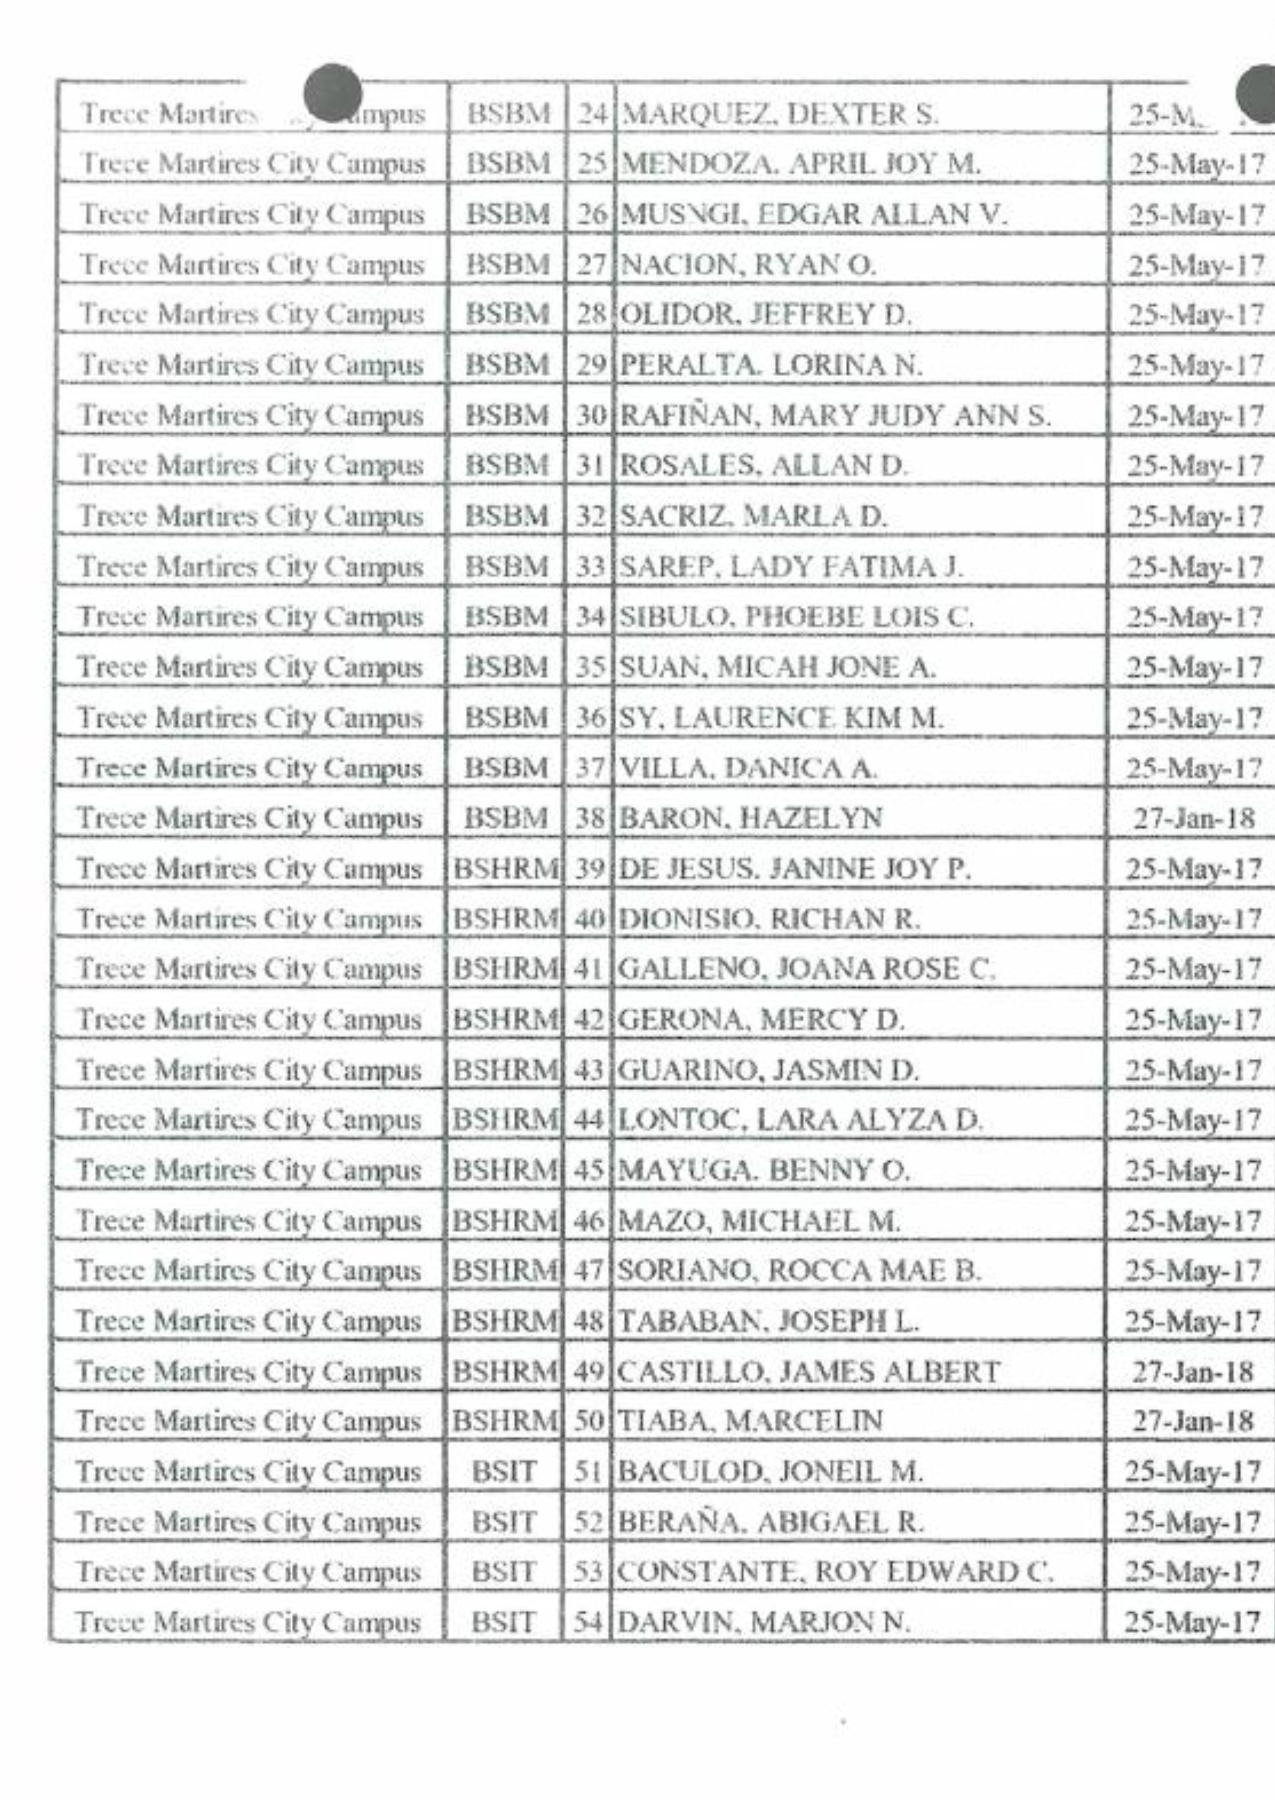 Trece Martires ampus BSBM 24 MARQUEZ, DEXTER S. 25-M
Trece Martires City Campus BSBM 25 MENDOZA, APRIL JOY M. 25-May-17
Trece Martires City Campus BSBM 26 MUSNGI, EDGAR ALLAN V. 25-May-17
Trece Martires City Campus BSBM 27 NACION, RYAN O. 25-May-17
Trece Martires City Campus BSBM 28 OLIDOR, JEFFREY D. 25-May-17
Trece Martires City Campus BSBM 29 PERALTA, LORINA N. 25-May-17
Trece Martires City Campus BSBM 30 RAFIÑAN, MARY JUDY ANN S. 25-May-17
Trece Martires City Campus BSBM 31 ROSALES, ALLAN D. 25-May-17
Trece Martires City Campus BSBM 32 SACRIZ, MARLA D. 25-May-17
Trece Martires City Campus BSBM 33 SAREP, LADY FATIMA J. 25-May-17
Trece Martires City Campus BSBM 34 SIBULO, PHOEBE LOIS C. 25-May-17
Trece Martires City Campus BSBM 35 SUAN, MICAH JONE A. 25-May-17
Trece Martires City Campus BSBM 36 SY, LAURENCE KIM M. 25-May-17
Trece Martires City Campus BSBM 37 VILLA, DANICA A. 25-May-17
Trece Martires City Campus BSBM 38 BARON, HAZELYN 27-Jan-18
Trece Martires City Campus BSHRM 39 DE JESUS, JANINE JOY P. 25-May-17
Trece Martires City Campus BSHRM 40 DIONISIO, RICHAN R. 25-May-17
Trece Martires City Campus BSHRM 41 GALLENO, JOANA ROSE C. 25-May-17
Trece Martires City Campus BSHRM 42 GERONA, MERCY D. 25-May-17
Trece Martires City Campus BSHRM 43 GUARINO, JASMIN D. 25-May-17
Trece Martires City Campus BSHRM 44 LONTOC, LARA ALYZA D. 25-May-17
Trece Martires City Campus BSHRM 45 MAYUGA, BENNY O. 25-May-17
Trece Martires City Campus BSHRM 46 MAZO, MICHAEL M. 25-May-17
Trece Martires City Campus BSHRM 47 SORIANO, ROCCA MAE B. 25-May-17
Trece Martires City Campus BSHRM 48 TABABAN, JOSEPH L. 25-May-17
Trece Martires City Campus BSHRM 49 CASTILLO, JAMES ALBERT 27-Jan-18
Trece Martires City Campus BSHRM 50 TIABA, MARCELIN 27-Jan-18
Trece Martires City Campus BSIT 51 BACULOD, JONEIL M. 25-May-17
Trece Martires City Campus BSIT 52 BERAÑA, ABIGAEL R. 25-May-17
Trece Martires City Campus BSIT 53 CONSTANTE, ROY EDWARD C. 25-May-17
Trece Martires City Campus BSIT 54 DARVIN, MARJON N. 25-May-17